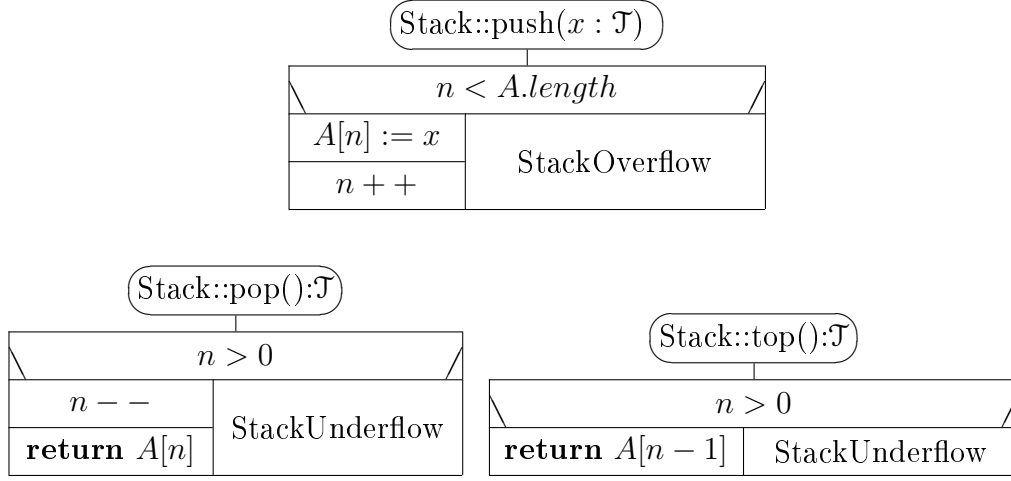 Stack::push(x : 𝒯)
n < A.length
A[n] := x
StackOverflow
n + +
Stack::pop():𝒯
n > 0
n − −
StackUnderflow
return A[n]
Stack::top():𝒯
n > 0
return A[n − 1]
StackUnderflow